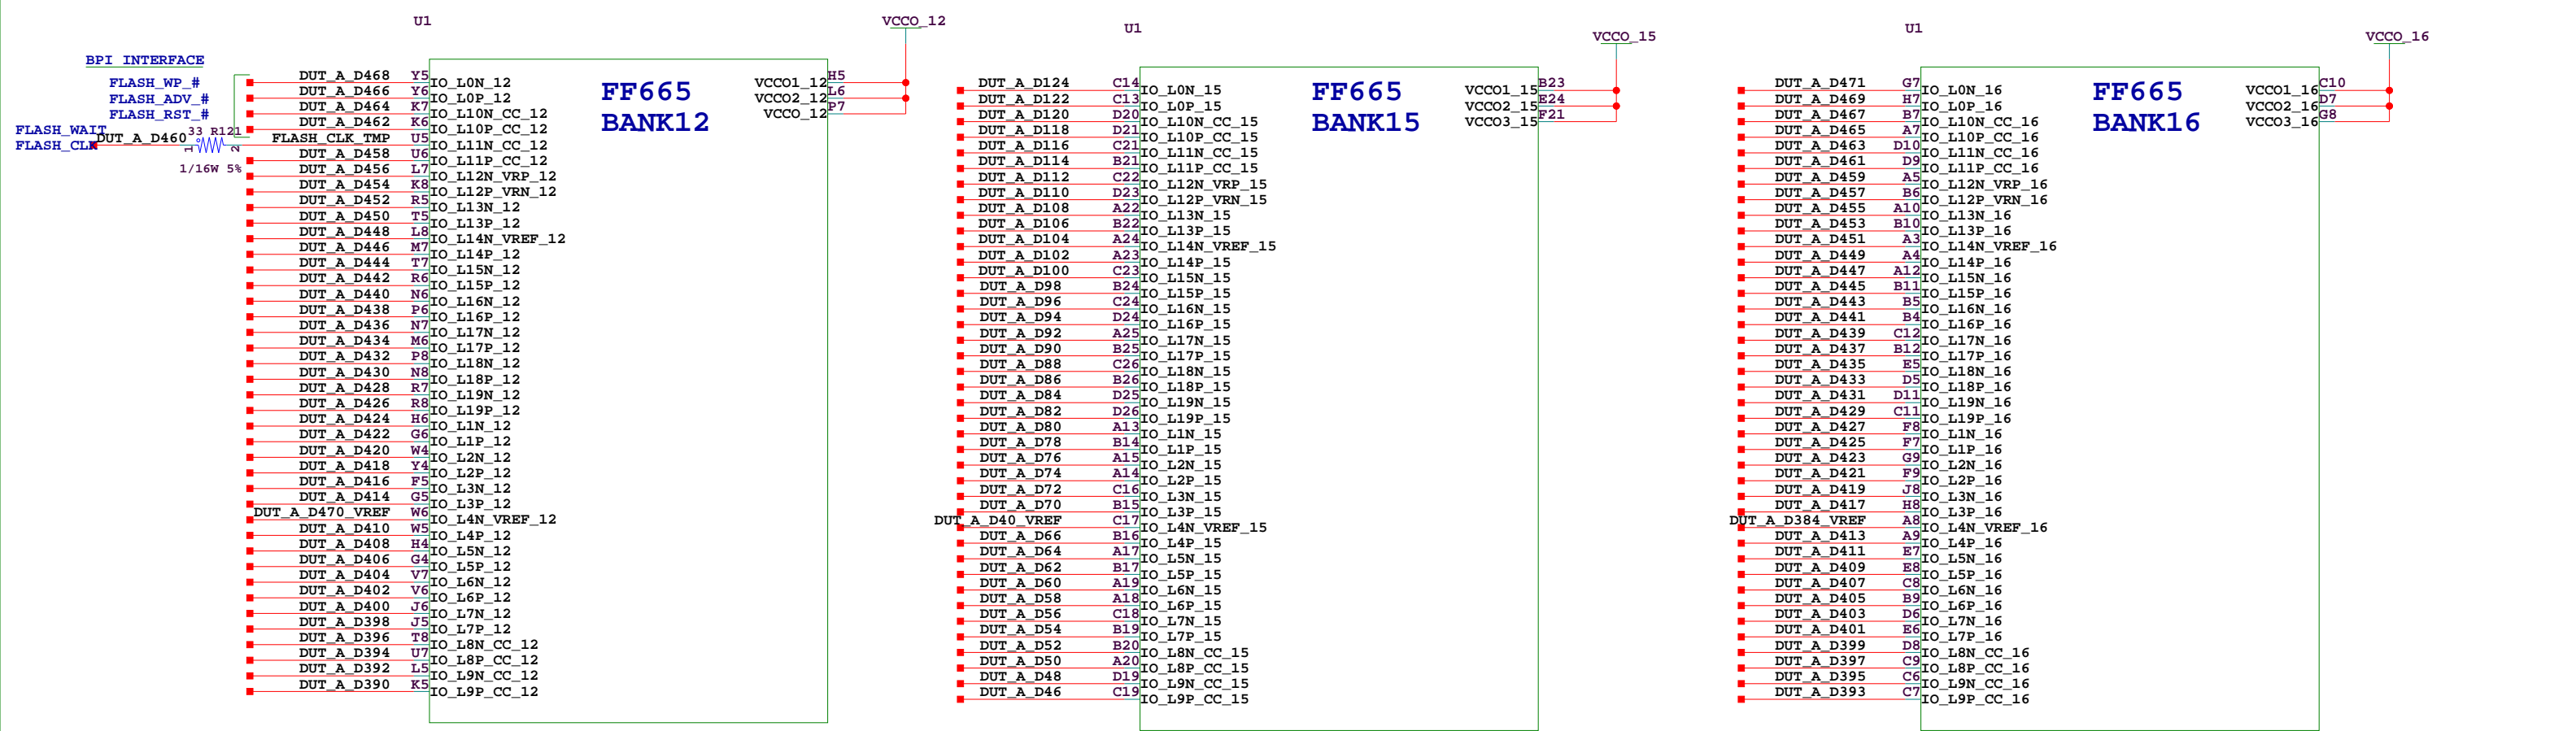 U1
VCCO_12
BPI INTERFACE
FLASH_WP_#
FLASH_ADV_#
FLASH_RST_#
FLASH_WAIT
FLASH_CLK
DUT_A_D460
33 R121
1 2
1/16W 5%
FF665
BANK12
DUT_A_D468 Y5 IO_L0N_12
DUT_A_D466 Y6 IO_L0P_12
DUT_A_D464 K7 IO_L10N_CC_12
DUT_A_D462 K6 IO_L10P_CC_12
FLASH_CLK_TMP U5 IO_L11N_CC_12
DUT_A_D458 U6 IO_L11P_CC_12
DUT_A_D456 L7 IO_L12N_VRP_12
DUT_A_D454 K8 IO_L12P_VRN_12
DUT_A_D452 R5 IO_L13N_12
DUT_A_D450 T5 IO_L13P_12
DUT_A_D448 L8 IO_L14N_VREF_12
DUT_A_D446 M7 IO_L14P_12
DUT_A_D444 T7 IO_L15N_12
DUT_A_D442 R6 IO_L15P_12
DUT_A_D440 N6 IO_L16N_12
DUT_A_D438 P6 IO_L16P_12
DUT_A_D436 N7 IO_L17N_12
DUT_A_D434 M6 IO_L17P_12
DUT_A_D432 P8 IO_L18N_12
DUT_A_D430 N8 IO_L18P_12
DUT_A_D428 R7 IO_L19N_12
DUT_A_D426 R8 IO_L19P_12
DUT_A_D424 H6 IO_L1N_12
DUT_A_D422 G6 IO_L1P_12
DUT_A_D420 W4 IO_L2N_12
DUT_A_D418 Y4 IO_L2P_12
DUT_A_D416 F5 IO_L3N_12
DUT_A_D414 G5 IO_L3P_12
DUT_A_D470_VREF W6 IO_L4N_VREF_12
DUT_A_D410 W5 IO_L4P_12
DUT_A_D408 H4 IO_L5N_12
DUT_A_D406 G4 IO_L5P_12
DUT_A_D404 V7 IO_L6N_12
DUT_A_D402 V6 IO_L6P_12
DUT_A_D400 J6 IO_L7N_12
DUT_A_D398 J5 IO_L7P_12
DUT_A_D396 T8 IO_L8N_CC_12
DUT_A_D394 U7 IO_L8P_CC_12
DUT_A_D392 L5 IO_L9N_CC_12
DUT_A_D390 K5 IO_L9P_CC_12
VCCO1_12 H5
VCCO2_12 L6
VCCO_12 P7
U1
VCCO_15
FF665
BANK15
DUT_A_D124 C14 IO_L0N_15
DUT_A_D122 C13 IO_L0P_15
DUT_A_D120 D20 IO_L10N_CC_15
DUT_A_D118 D21 IO_L10P_CC_15
DUT_A_D116 C21 IO_L11N_CC_15
DUT_A_D114 B21 IO_L11P_CC_15
DUT_A_D112 C22 IO_L12N_VRP_15
DUT_A_D110 D23 IO_L12P_VRN_15
DUT_A_D108 A22 IO_L13N_15
DUT_A_D106 B22 IO_L13P_15
DUT_A_D104 A24 IO_L14N_VREF_15
DUT_A_D102 A23 IO_L14P_15
DUT_A_D100 C23 IO_L15N_15
DUT_A_D98 B24 IO_L15P_15
DUT_A_D96 C24 IO_L16N_15
DUT_A_D94 D24 IO_L16P_15
DUT_A_D92 A25 IO_L17N_15
DUT_A_D90 B25 IO_L17P_15
DUT_A_D88 C26 IO_L18N_15
DUT_A_D86 B26 IO_L18P_15
DUT_A_D84 D25 IO_L19N_15
DUT_A_D82 D26 IO_L19P_15
DUT_A_D80 A13 IO_L1N_15
DUT_A_D78 B14 IO_L1P_15
DUT_A_D76 A15 IO_L2N_15
DUT_A_D74 A14 IO_L2P_15
DUT_A_D72 C16 IO_L3N_15
DUT_A_D70 B15 IO_L3P_15
DUT_A_D40_VREF C17 IO_L4N_VREF_15
DUT_A_D66 B16 IO_L4P_15
DUT_A_D64 A17 IO_L5N_15
DUT_A_D62 B17 IO_L5P_15
DUT_A_D60 A19 IO_L6N_15
DUT_A_D58 A18 IO_L6P_15
DUT_A_D56 C18 IO_L7N_15
DUT_A_D54 B19 IO_L7P_15
DUT_A_D52 B20 IO_L8N_CC_15
DUT_A_D50 A20 IO_L8P_CC_15
DUT_A_D48 D19 IO_L9N_CC_15
DUT_A_D46 C19 IO_L9P_CC_15
VCCO1_15 B23
VCCO2_15 E24
VCCO3_15 F21
U1
VCCO_16
FF665
BANK16
DUT_A_D471 G7 IO_L0N_16
DUT_A_D469 H7 IO_L0P_16
DUT_A_D467 B7 IO_L10N_CC_16
DUT_A_D465 A7 IO_L10P_CC_16
DUT_A_D463 D10 IO_L11N_CC_16
DUT_A_D461 D9 IO_L11P_CC_16
DUT_A_D459 A5 IO_L12N_VRP_16
DUT_A_D457 B6 IO_L12P_VRN_16
DUT_A_D455 A10 IO_L13N_16
DUT_A_D453 B10 IO_L13P_16
DUT_A_D451 A3 IO_L14N_VREF_16
DUT_A_D449 A4 IO_L14P_16
DUT_A_D447 A12 IO_L15N_16
DUT_A_D445 B11 IO_L15P_16
DUT_A_D443 B5 IO_L16N_16
DUT_A_D441 B4 IO_L16P_16
DUT_A_D439 C12 IO_L17N_16
DUT_A_D437 B12 IO_L17P_16
DUT_A_D435 E5 IO_L18N_16
DUT_A_D433 D5 IO_L18P_16
DUT_A_D431 D11 IO_L19N_16
DUT_A_D429 C11 IO_L19P_16
DUT_A_D427 F8 IO_L1N_16
DUT_A_D425 F7 IO_L1P_16
DUT_A_D423 G9 IO_L2N_16
DUT_A_D421 F9 IO_L2P_16
DUT_A_D419 J8 IO_L3N_16
DUT_A_D417 H8 IO_L3P_16
DUT_A_D384_VREF A8 IO_L4N_VREF_16
DUT_A_D413 A9 IO_L4P_16
DUT_A_D411 E7 IO_L5N_16
DUT_A_D409 E8 IO_L5P_16
DUT_A_D407 C8 IO_L6N_16
DUT_A_D405 B9 IO_L6P_16
DUT_A_D403 D6 IO_L7N_16
DUT_A_D401 E6 IO_L7P_16
DUT_A_D399 D8 IO_L8N_CC_16
DUT_A_D397 C9 IO_L8P_CC_16
DUT_A_D395 C6 IO_L9N_CC_16
DUT_A_D393 C7 IO_L9P_CC_16
VCCO1_16 C10
VCCO2_16 D7
VCCO3_16 G8